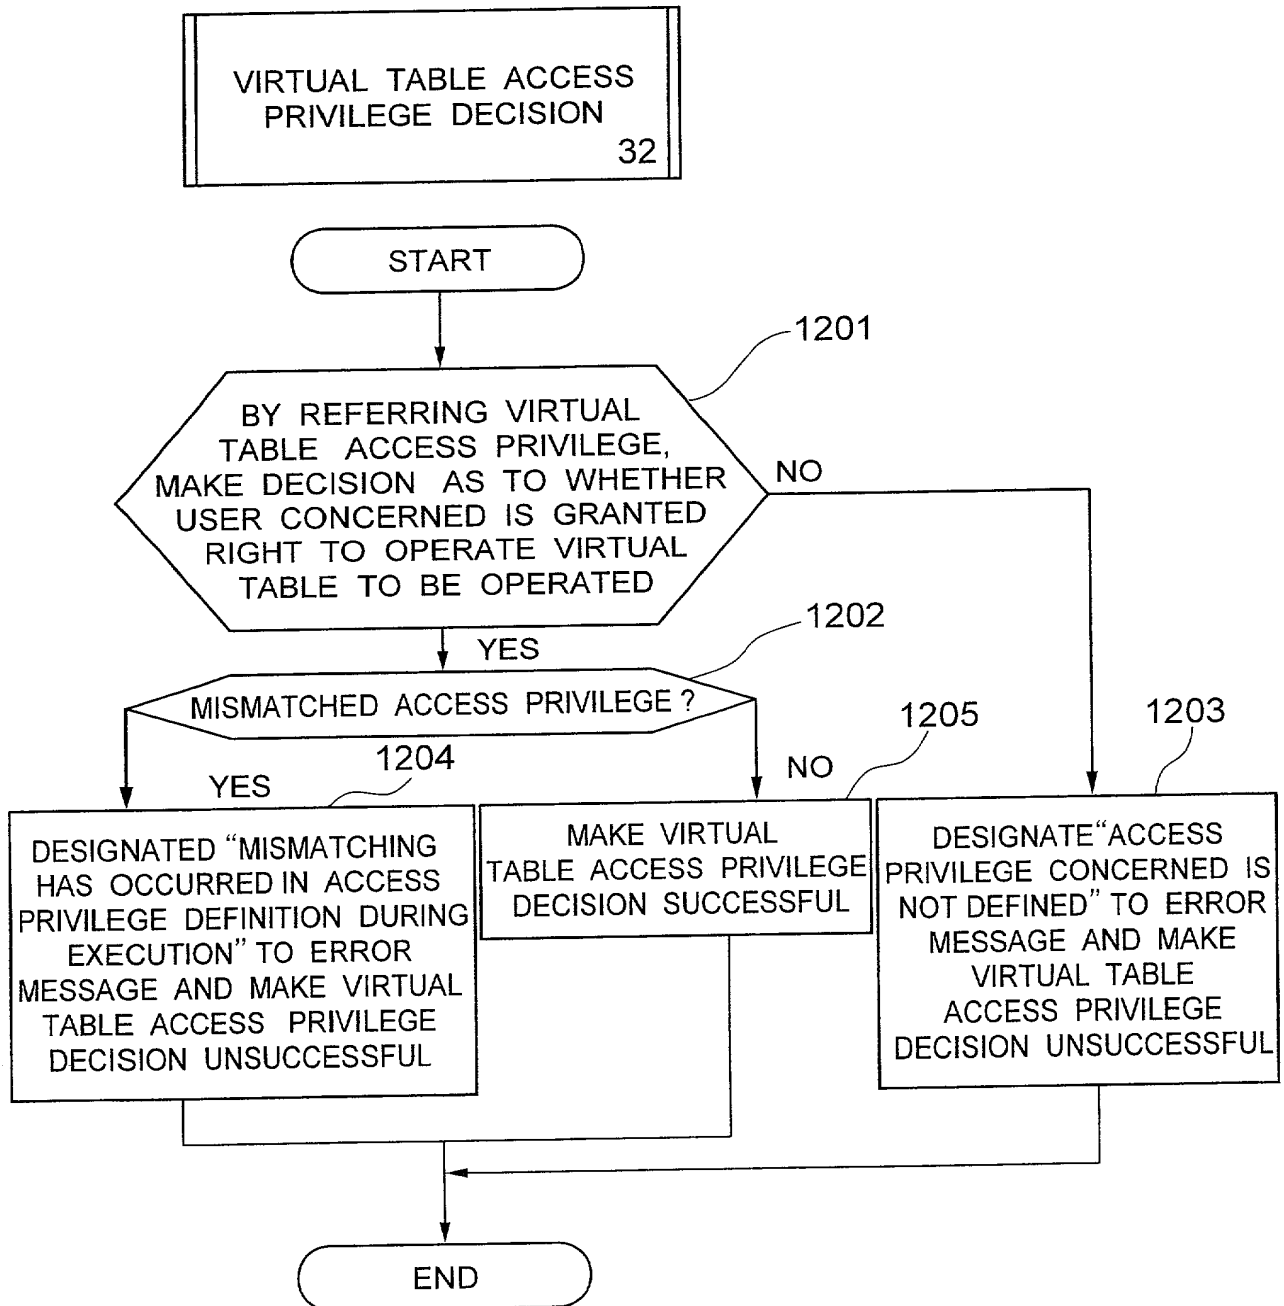 VIRTUAL TABLE ACCESS
PRIVILEGE DECISION
32
START
1201
BY REFERRING VIRTUAL
TABLE ACCESS PRIVILEGE,
MAKE DECISION AS TO WHETHER
USER CONCERNED IS GRANTED
RIGHT TO OPERATE VIRTUAL
TABLE TO BE OPERATED
NO
YES
1202
MISMATCHED ACCESS PRIVILEGE ?
YES
1204
NO
1205
1203
DESIGNATED “MISMATCHING
HAS OCCURRED IN ACCESS
PRIVILEGE DEFINITION DURING
EXECUTION” TO ERROR
MESSAGE AND MAKE VIRTUAL
TABLE ACCESS PRIVILEGE
DECISION UNSUCCESSFUL
MAKE VIRTUAL
TABLE ACCESS PRIVILEGE
DECISION SUCCESSFUL
DESIGNATE “ACCESS
PRIVILEGE CONCERNED IS
NOT DEFINED” TO ERROR
MESSAGE AND MAKE
VIRTUAL TABLE
ACCESS PRIVILEGE
DECISION UNSUCCESSFUL
END